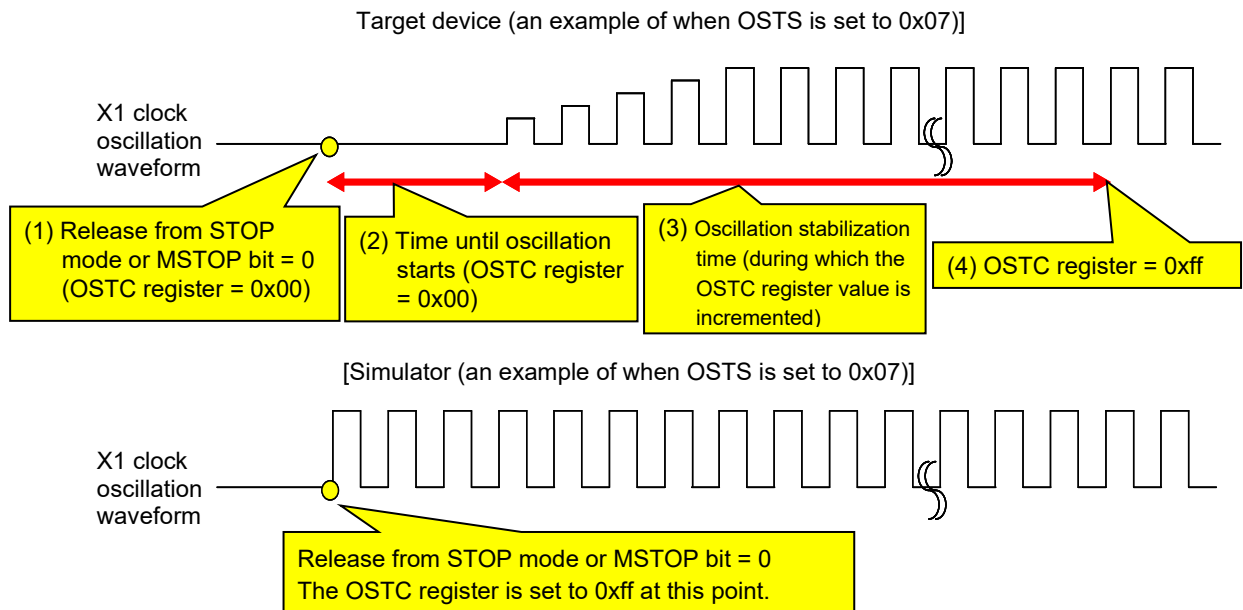 Target device (an example of when OSTS is set to 0x07)]
X1 clock
oscillation
waveform
(1) Release from STOP
mode or MSTOP bit = 0
(OSTC register = 0x00)
(2) Time until oscillation
starts (OSTC register
= 0x00)
(3) Oscillation stabilization
time (during which the
OSTC register value is
incremented)
(4) OSTC register = 0xff
[Simulator (an example of when OSTS is set to 0x07)]
X1 clock
oscillation
waveform
Release from STOP mode or MSTOP bit = 0
The OSTC register is set to 0xff at this point.